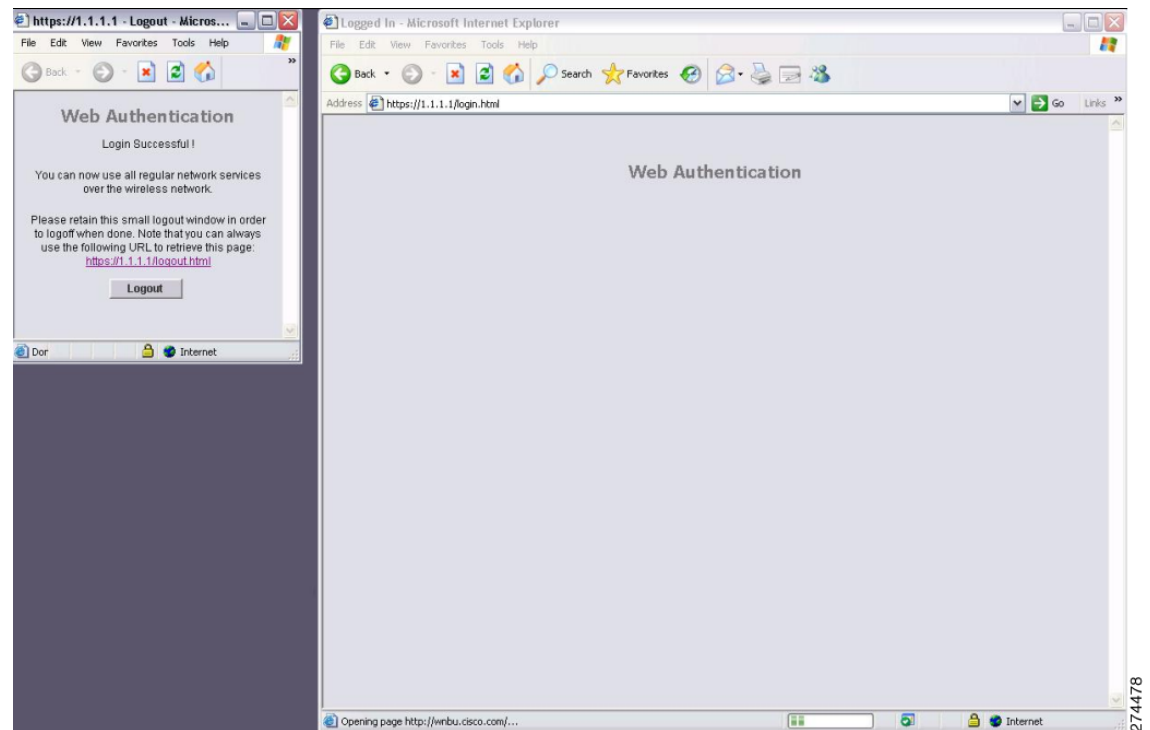 https://1.1.1.1 - Logout - Micros...
File Edit View Favorites Tools Help
Back
Web Authentication
Login Successful !
You can now use all regular network services
over the wireless network.
Please retain this small logout window in order
to logoff when done. Note that you can always
use the following URL to retrieve this page:
https://1.1.1.1/logout.html
Logout
Dor
Internet
Logged In - Microsoft Internet Explorer
File Edit View Favorites Tools Help
Back Search Favorites
Address https://1.1.1.1/login.html Go Links
Web Authentication
Opening page http://wnbu.cisco.com/...
Internet
274478